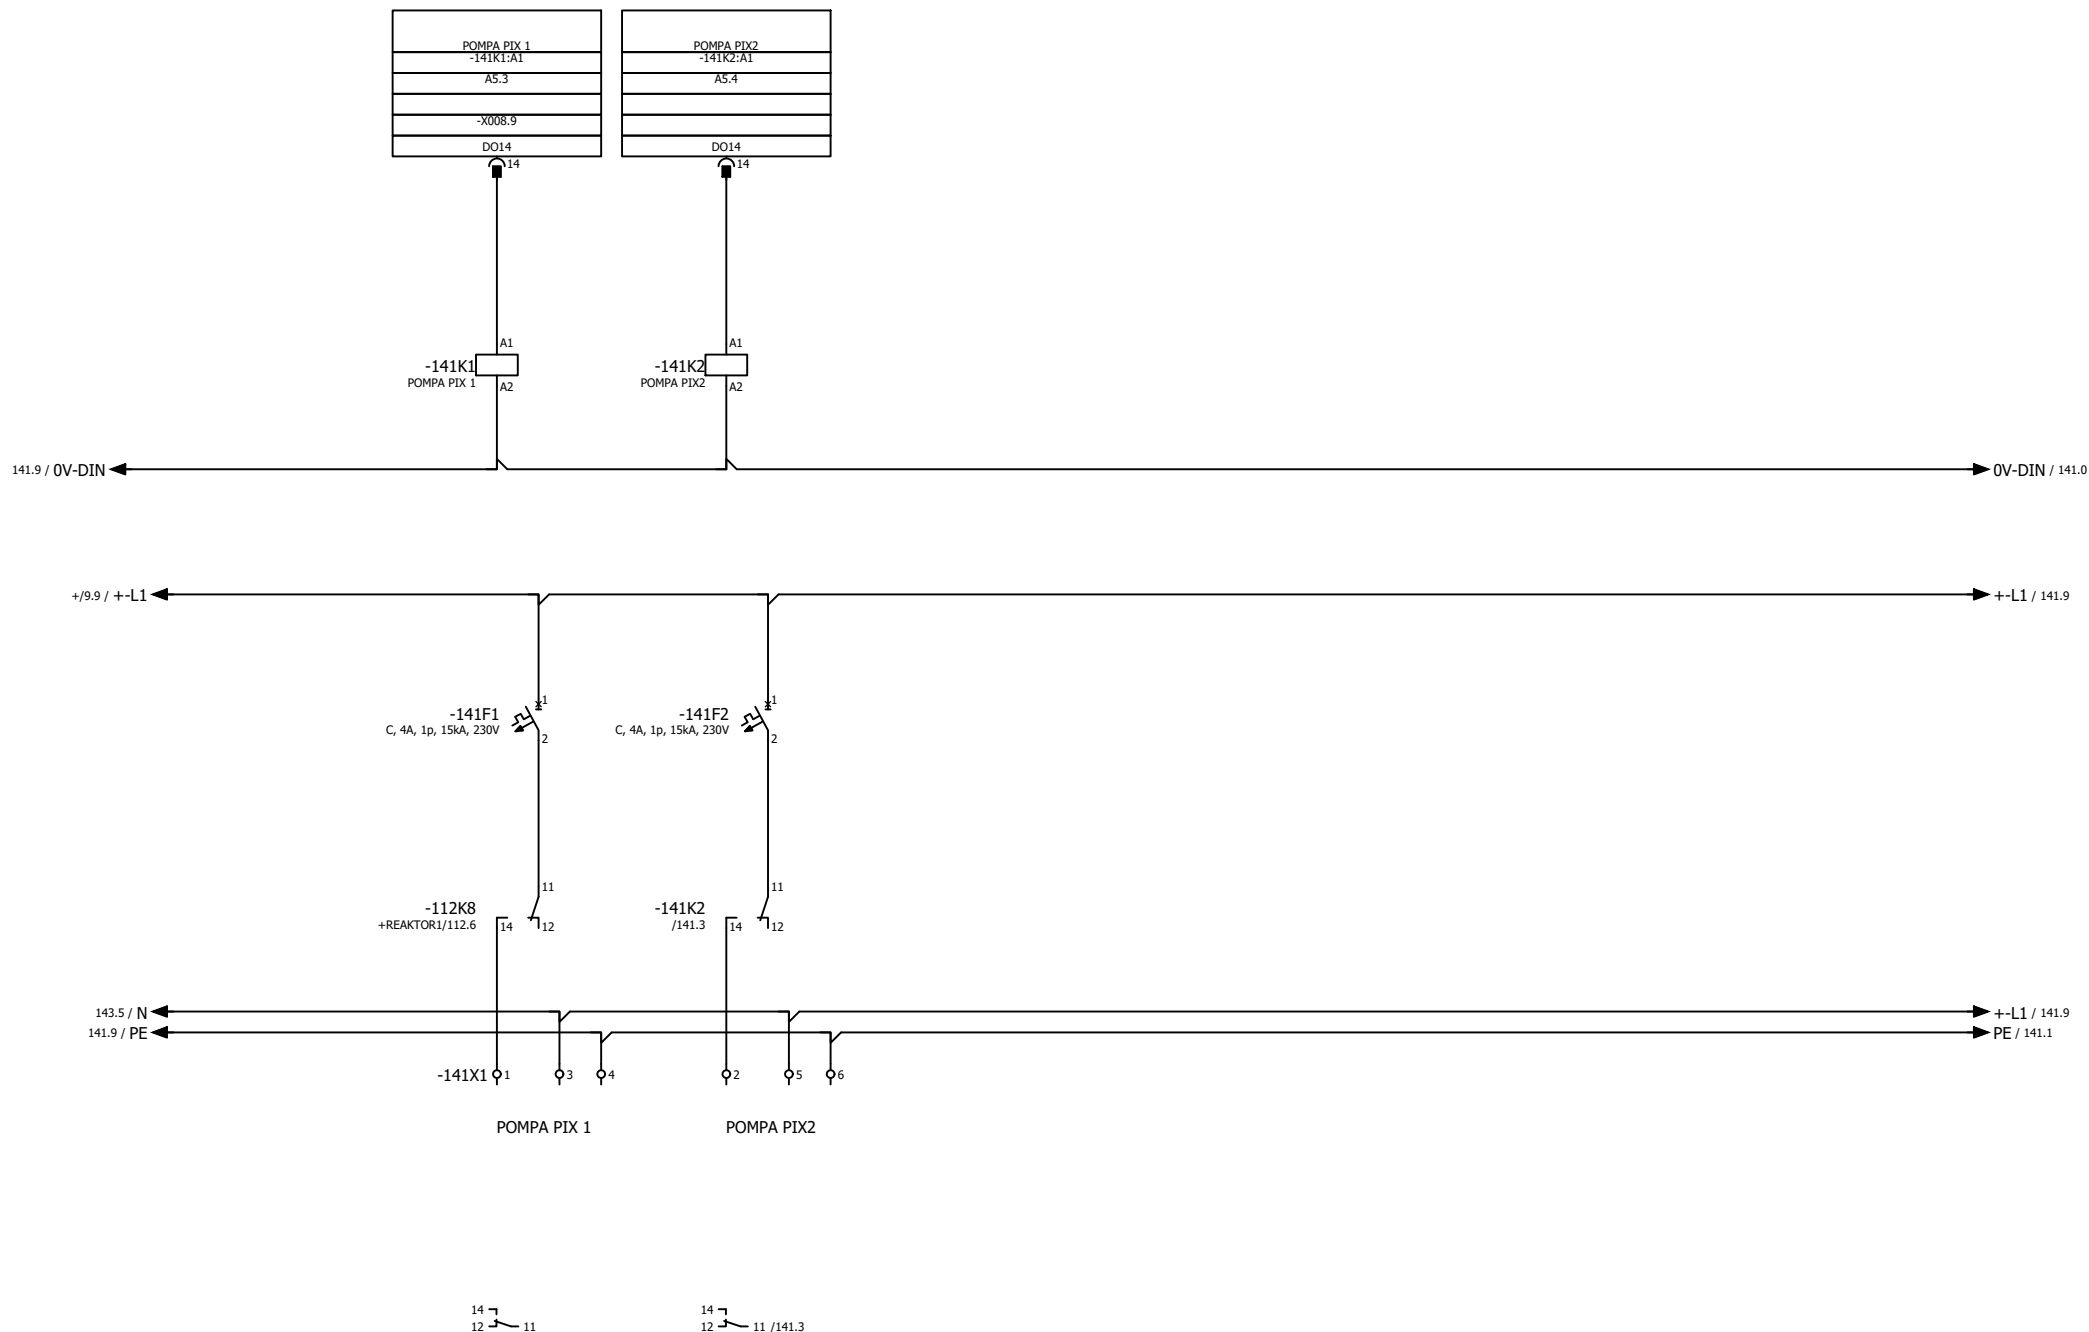 POMPA PIX 1
-141K1:A1
A5.3
-X008.9
DO14
14
POMPA PIX2
-141K2:A1
A5.4
DO14
14
A1
-141K1
POMPA PIX 1
A2
A1
-141K2
POMPA PIX2
A2
141.9 / 0V-DIN
0V-DIN / 141.0
+/9.9 / +-L1
+-L1 / 141.9
1
-141F1
C, 4A, 1p, 15kA, 230V
2
1
-141F2
C, 4A, 1p, 15kA, 230V
2
11
-112K8
+REAKTOR1/112.6
14
12
11
-141K2
/141.3
14
12
143.5 / N
+-L1 / 141.9
141.9 / PE
PE / 141.1
-141X1 1 3 4 2 5 6
POMPA PIX 1
POMPA PIX2
14
12 11
14
12 11 /141.3